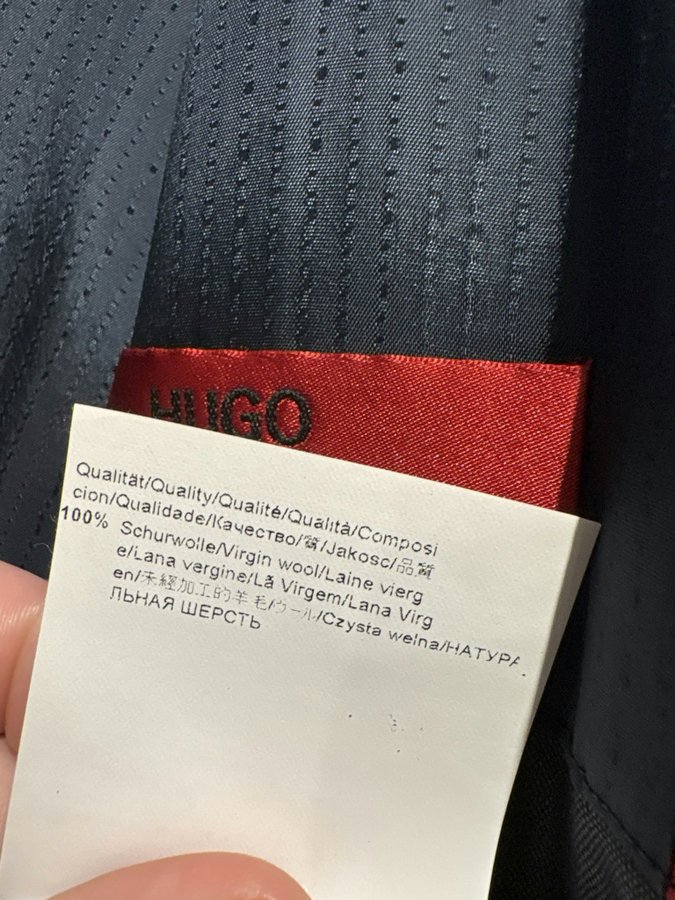 HUGO
Qualität/Quality/Qualité/Qualità/Composi
cion/Qualidade/Качество/質/Jakosc/品質
100% Schurwolle/Virgin wool/Laine vierg
e/Lana vergine/Lã Virgem/Lana Virg
en/未經加工的羊毛/ウール/Czysta welna/НАТУРА
ЛЬНАЯ ШЕРСТЬ